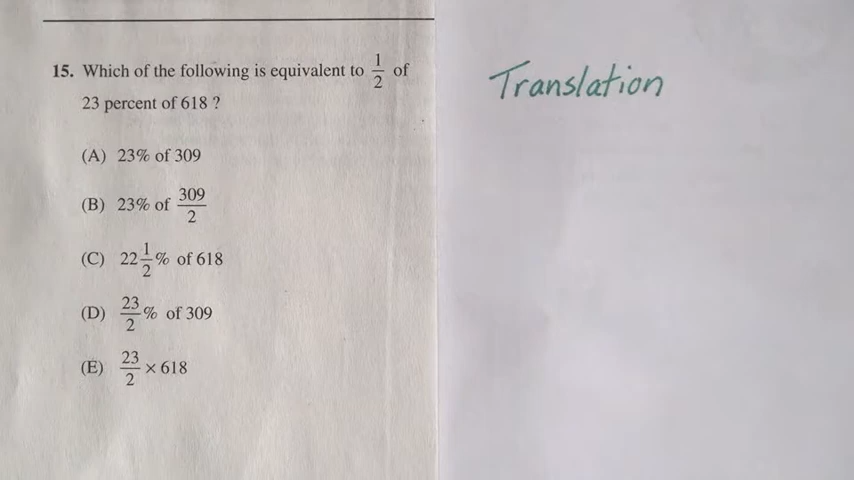 15. Which of the following is equivalent to 1/2 of
23 percent of 618 ?
(A) 23% of 309
(B) 23% of 309/2
(C) 22 1/2% of 618
(D) 23/2% of 309
(E) 23/2 × 618
Translation